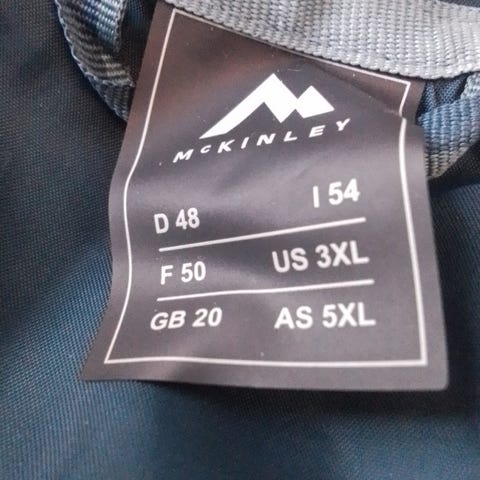 McKINLEY
D 48 I 54
F 50 US 3XL
GB 20 AS 5XL